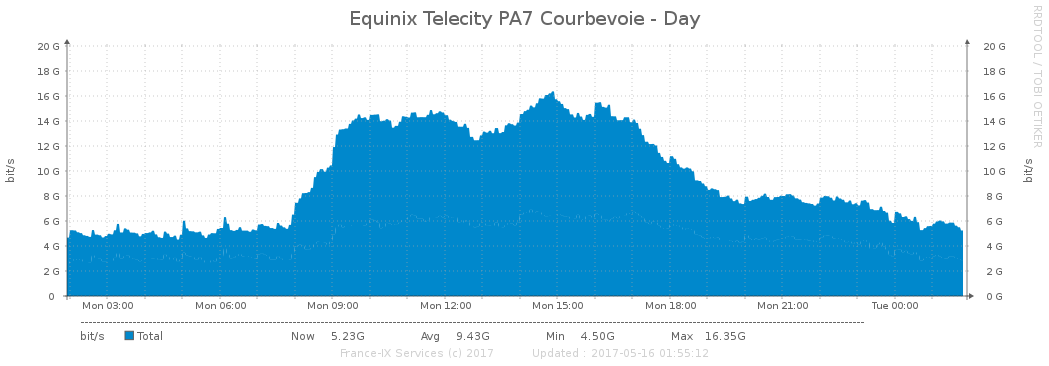 Equinix Telecity PA7 Courbevoie - Day
RRDTOOL / TOBI OETIKER
20 G 20 G
18 G 18 G
16 G 16 G
14 G 14 G
12 G 12 G
10 G 10 G
8 G 8 G
6 G 6 G
4 G 4 G
2 G 2 G
0 0 G
bit/s bit/s
Mon 03:00 Mon 06:00 Mon 09:00 Mon 12:00 Mon 15:00 Mon 18:00 Mon 21:00 Tue 00:00
bit/s Total Now 5.23G Avg 9.43G Min 4.50G Max 16.35G
France-IX Services (c) 2017 Updated : 2017-05-16 01:55:12